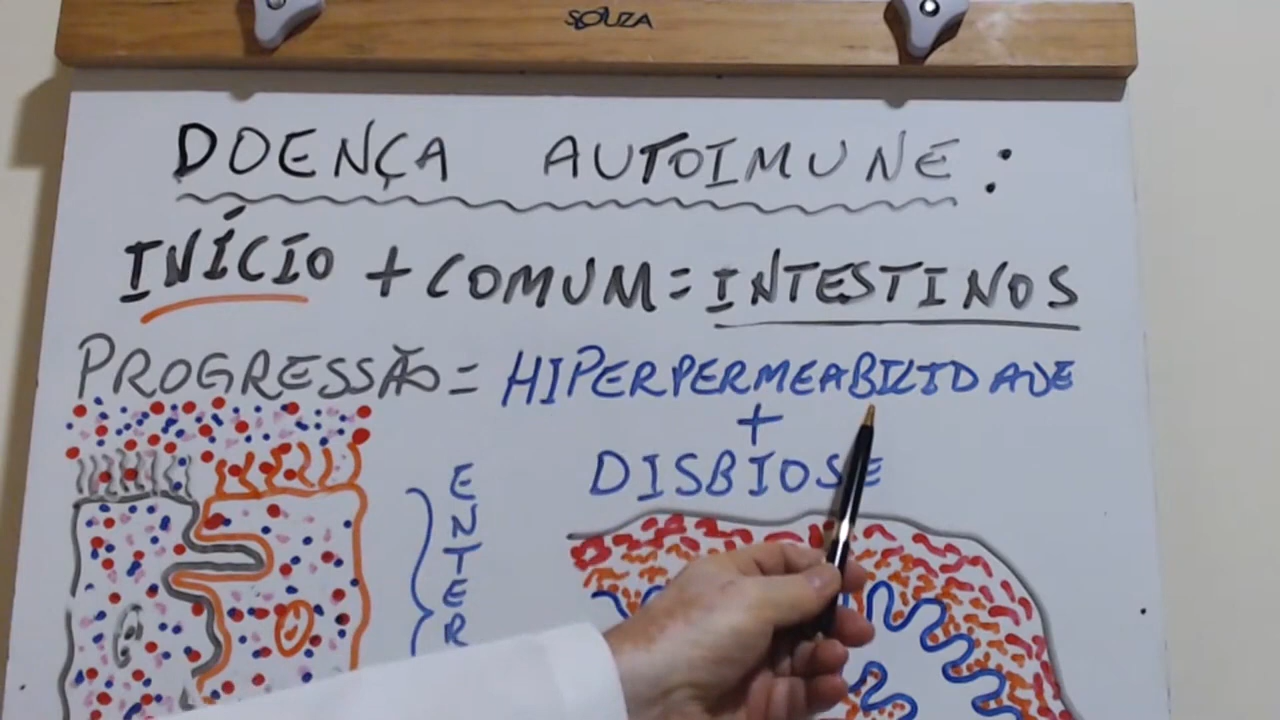 SOUZA
DOENÇA AUTOIMUNE:
INÍCIO + COMUM = INTESTINOS
PROGRESSÃO = HIPERPERMEABILIDADE
+
DISBIOSE
ENTER